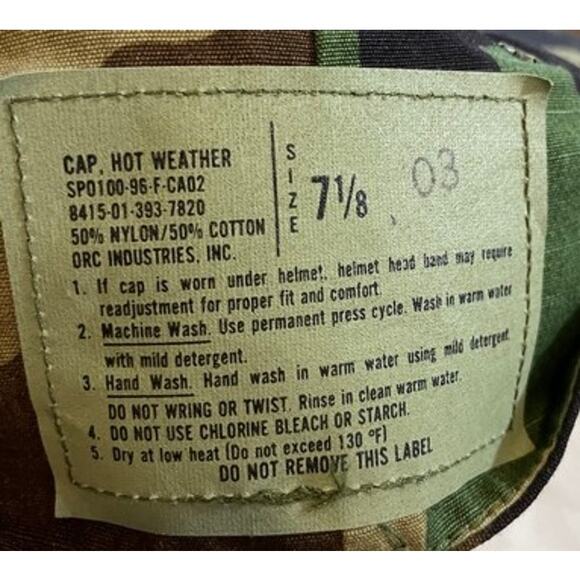 CAP, HOT WEATHER
SPO100-96-F-CA02
8415-01-393-7820
50% NYLON/50% COTTON
ORC INDUSTRIES, INC.
SIZE
7 1/8
03
1. If cap is worn under helmet, helmet head band may require
readjustment for proper fit and comfort.
2. Machine Wash. Use permanent press cycle. Wash in warm water
with mild detergent.
3. Hand Wash. Hand wash in warm water using mild detergent.
DO NOT WRING OR TWIST. Rinse in clean warm water.
4. DO NOT USE CHLORINE BLEACH OR STARCH.
5. Dry at low heat (Do not exceed 130 °F)
DO NOT REMOVE THIS LABEL